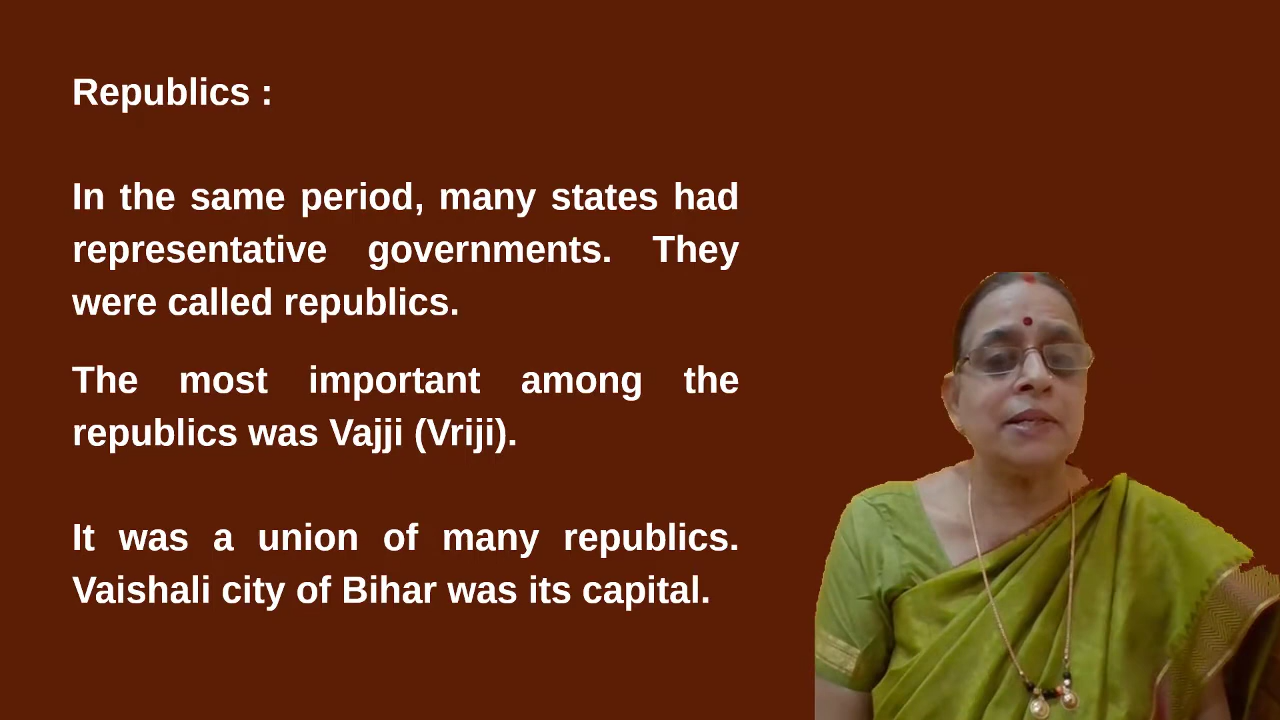 Republics :
In the same period, many states had
representative governments. They
were called republics.
The most important among the
republics was Vajji (Vriji).
It was a union of many republics.
Vaishali city of Bihar was its capital.